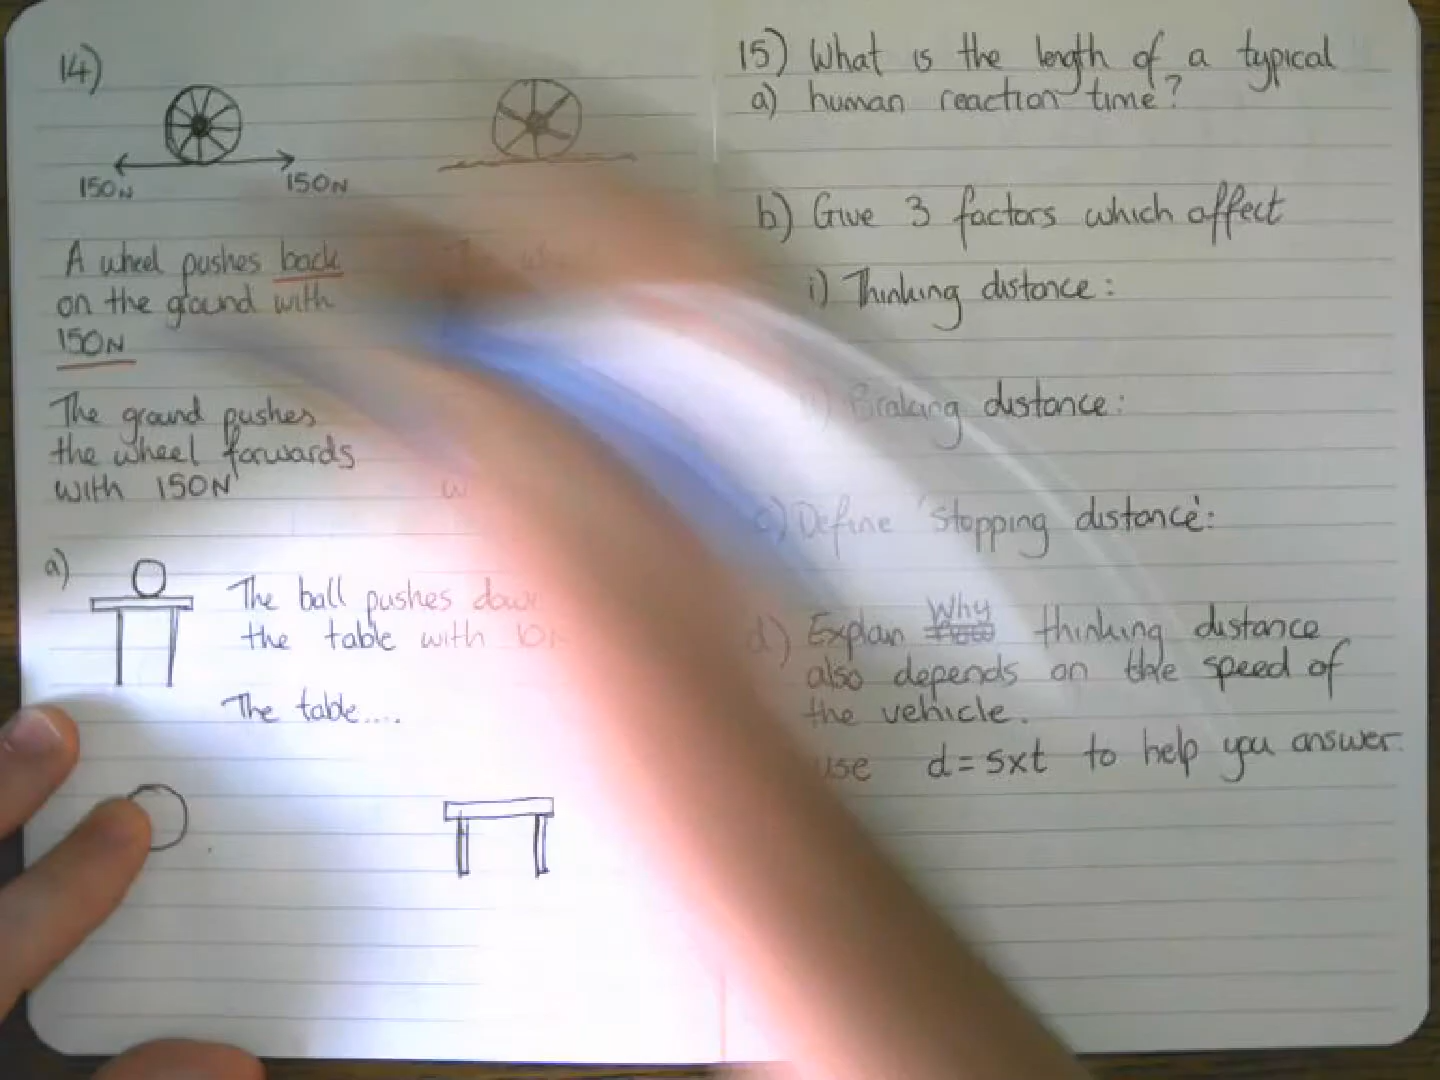 14)
150N
150N
A wheel pushes back
on the ground with
150N
The ground pushes
the wheel forwards
with 150N
a)
The ball pushes
the table with
The table....
15) What is the length of a typical
a) human reaction time?
b) Give 3 factors which affect
i) Thinking distance:
Braking distance:
c) Define 'stopping distance':
d) Explain Why thinking distance
also depends on the speed of
the vehicle.
use d = s x t to help you answer.